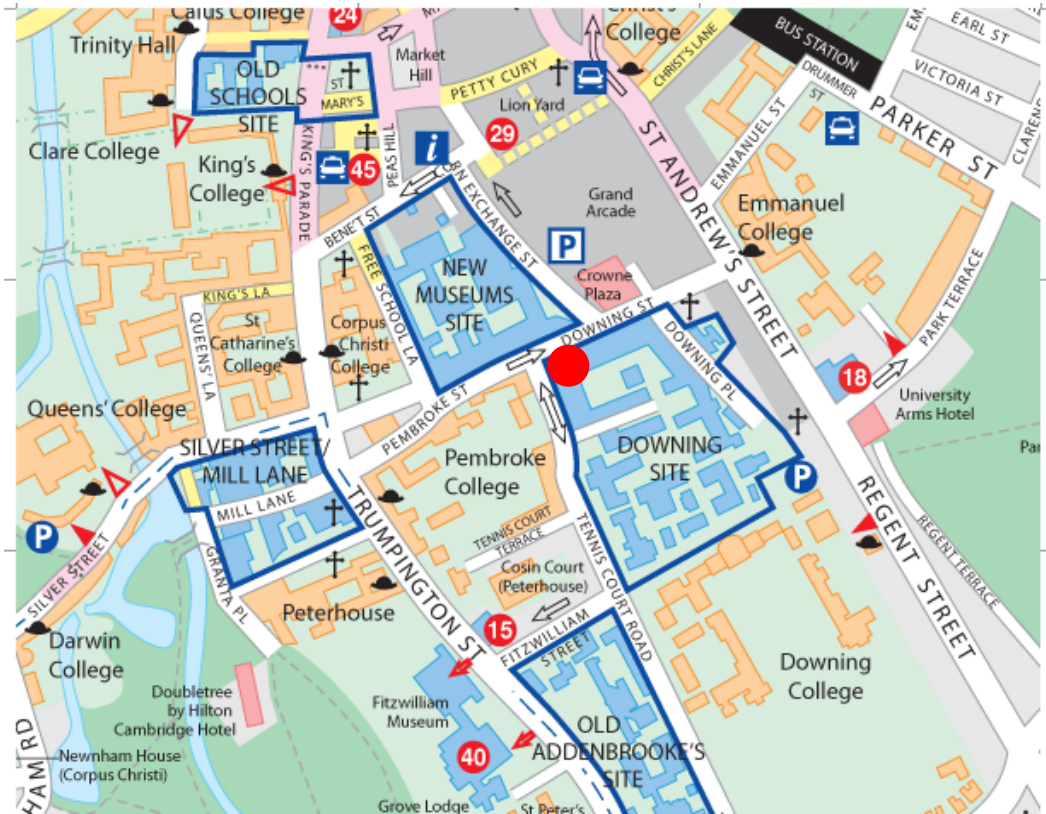 Caius College
24
Trinity Hall
Market
Hill
Christ's
College
CHRIST'S LANE
BUS STATION
EARL ST
VICTORIA ST
DRUMMER
ST
PARKER ST
OLD
SCHOOLS
SITE
ST
MARY'S
PETTY CURY
Lion Yard
29
Clare College
KING'S PARADE
PEAS HILL
45
i
King's
College
ST ANDREW'S STREET
EMMANUEL ST
Grand
Arcade
Emmanuel
College
BENE'T ST
RN EXCHANGE ST
FREE SCHOOL LA
NEW
MUSEUMS
SITE
P
Crowne
Plaza
DOWNING ST
PARK TERRACE
KING'S LA
QUEENS' LA
St
Catharine's
College
Corpus
Christi
College
DOWNING PL
18
University
Arms Hotel
Queens' College
PEMBROKE ST
SILVER STREET/
MILL LANE
MILL LANE
Pembroke
College
DOWNING
SITE
P
P
TRUMPINGTON ST
TENNIS COURT
TERRACE
TENNIS COURT ROAD
REGENT STREET
REGENT TERRACE
SILVER STREET
GRANTA PL
Cosin Court
(Peterhouse)
Peterhouse
15
FITZWILLIAM
STREET
Darwin
College
Downing
College
Doubletree
by Hilton
Cambridge Hotel
Fitzwilliam
Museum
40
OLD
ADDENBROOKE'S
SITE
HAM RD
Newnham House
(Corpus Christi)
Grove Lodge
St Peter's